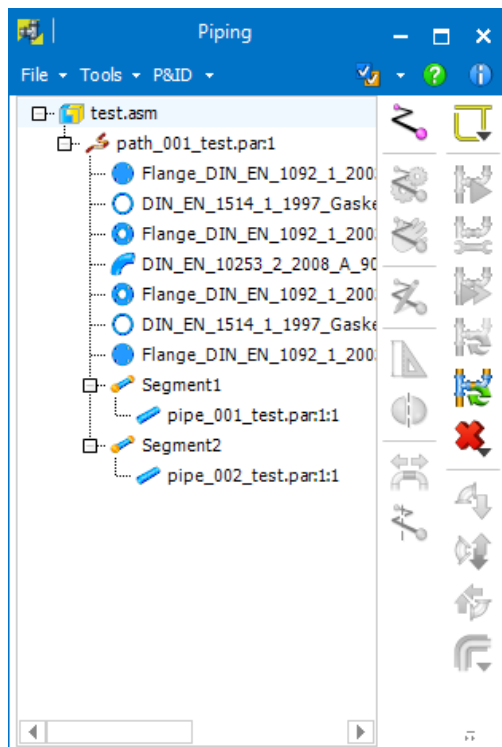 Piping
File Tools P&ID
test.asm
path_001_test.par:1
Flange_DIN_EN_1092_1_200
DIN_EN_1514_1_1997_Gaske
Flange_DIN_EN_1092_1_200
DIN_EN_10253_2_2008_A_90
Flange_DIN_EN_1092_1_200
DIN_EN_1514_1_1997_Gaske
Flange_DIN_EN_1092_1_200
Segment1
pipe_001_test.par:1:1
Segment2
pipe_002_test.par:1:1